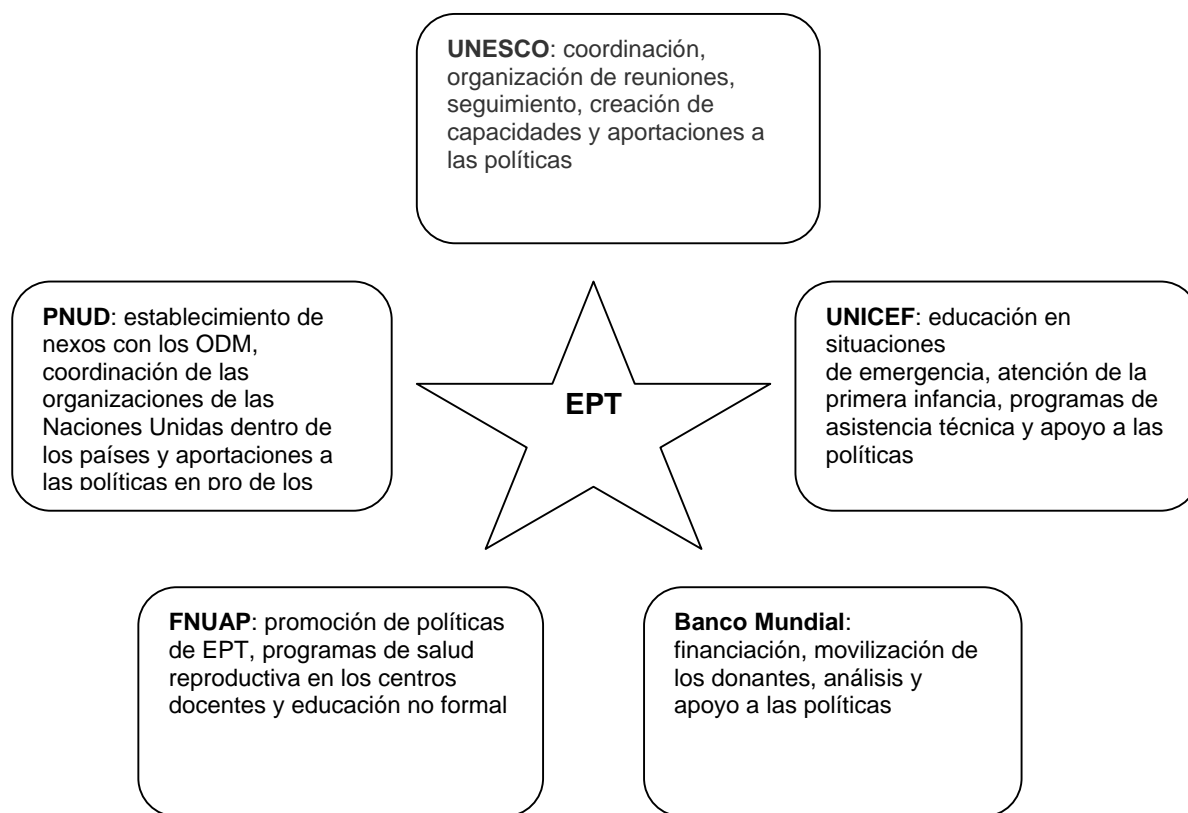 UNESCO: coordinación,
organización de reuniones,
seguimiento, creación de
capacidades y aportaciones a
las políticas
PNUD: establecimiento de
nexos con los ODM,
coordinación de las
organizaciones de las
Naciones Unidas dentro de
los países y aportaciones a
las políticas en pro de los
EPT
UNICEF: educación en
situaciones
de emergencia, atención de la
primera infancia, programas de
asistencia técnica y apoyo a las
políticas
FNUAP: promoción de políticas
de EPT, programas de salud
reproductiva en los centros
docentes y educación no formal
Banco Mundial:
financiación, movilización de
los donantes, análisis y
apoyo a las políticas